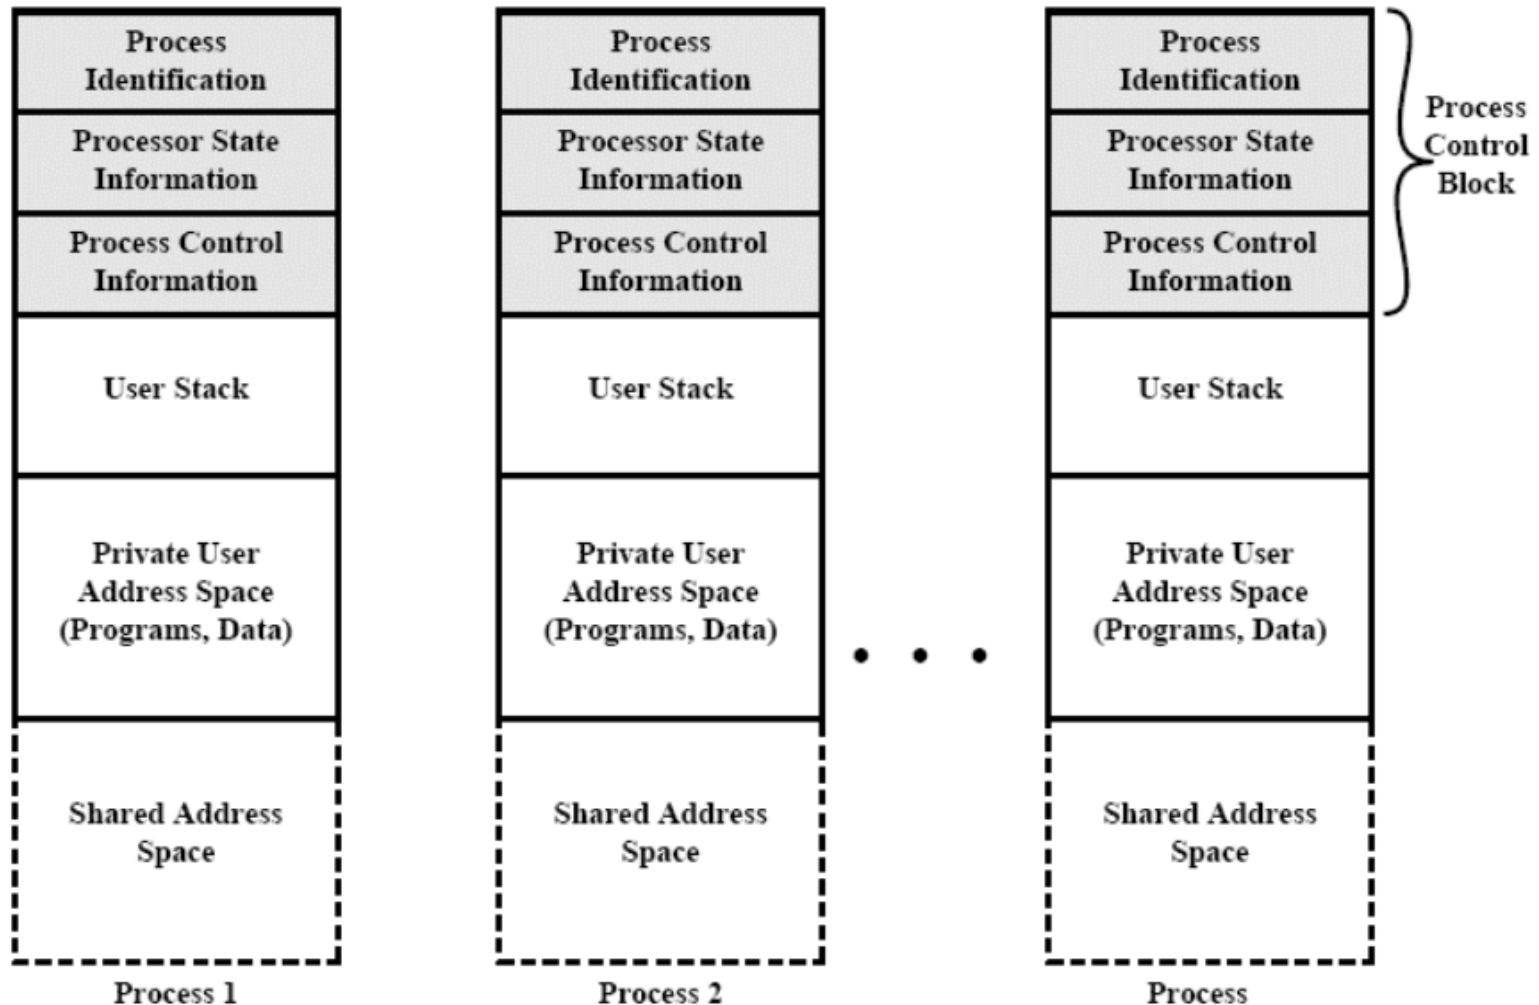 Process
Identification
Processor State
Information
Process Control
Information
User Stack
Private User
Address Space
(Programs, Data)
Shared Address
Space
Process 1
Process
Identification
Processor State
Information
Process Control
Information
User Stack
Private User
Address Space
(Programs, Data)
Shared Address
Space
Process 2
Process
Identification
Processor State
Information
Process Control
Information
User Stack
Private User
Address Space
(Programs, Data)
Shared Address
Space
Process
Process
Control
Block